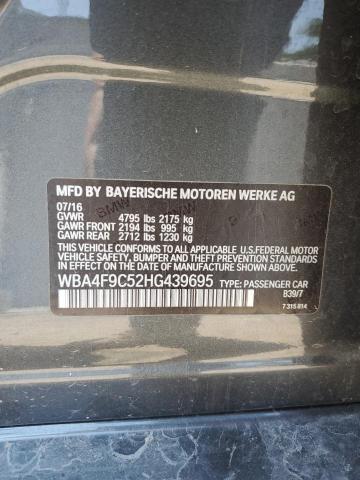 MFD BY BAYERISCHE MOTOREN WERKE AG
07/16
GVWR 4795 lbs 2175 kg
GAWR FRONT 2194 lbs 995 kg
GAWR REAR 2712 lbs 1230 kg
THIS VEHICLE CONFORMS TO ALL APPLICABLE U.S.FEDERAL MOTOR
VEHICLE SAFETY, BUMPER AND THEFT PREVENTION STANDARDS IN
EFFECT ON THE DATE OF MANUFACTURE SHOWN ABOVE.
WBA4F9C52HG439695 TYPE: PASSENGER CAR
B39/7
7 315 814